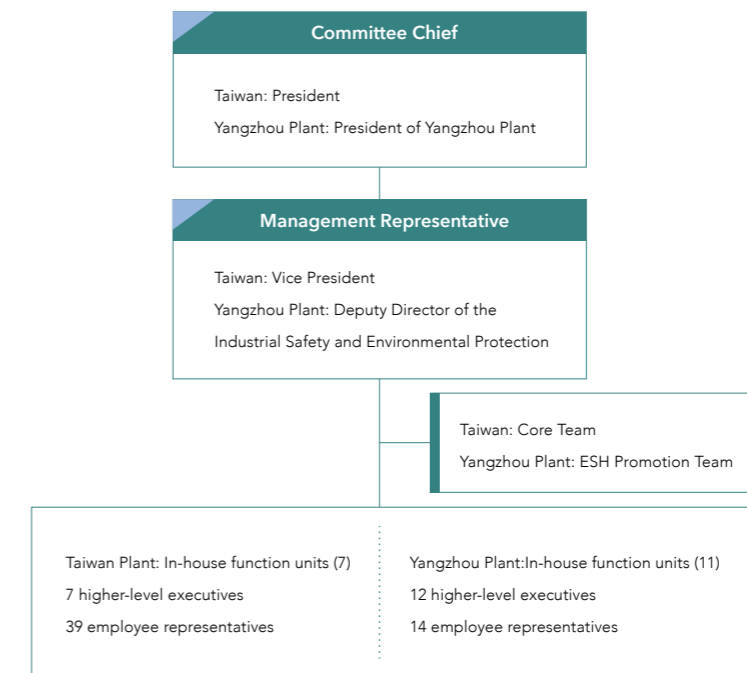 Committee Chief
Taiwan: President
Yangzhou Plant: President of Yangzhou Plant
Management Representative
Taiwan: Vice President
Yangzhou Plant: Deputy Director of the
Industrial Safety and Environmental Protection
Taiwan: Core Team
Yangzhou Plant: ESH Promotion Team
Taiwan Plant: In-house function units (7)
7 higher-level executives
39 employee representatives
Yangzhou Plant:In-house function units (11)
12 higher-level executives
14 employee representatives